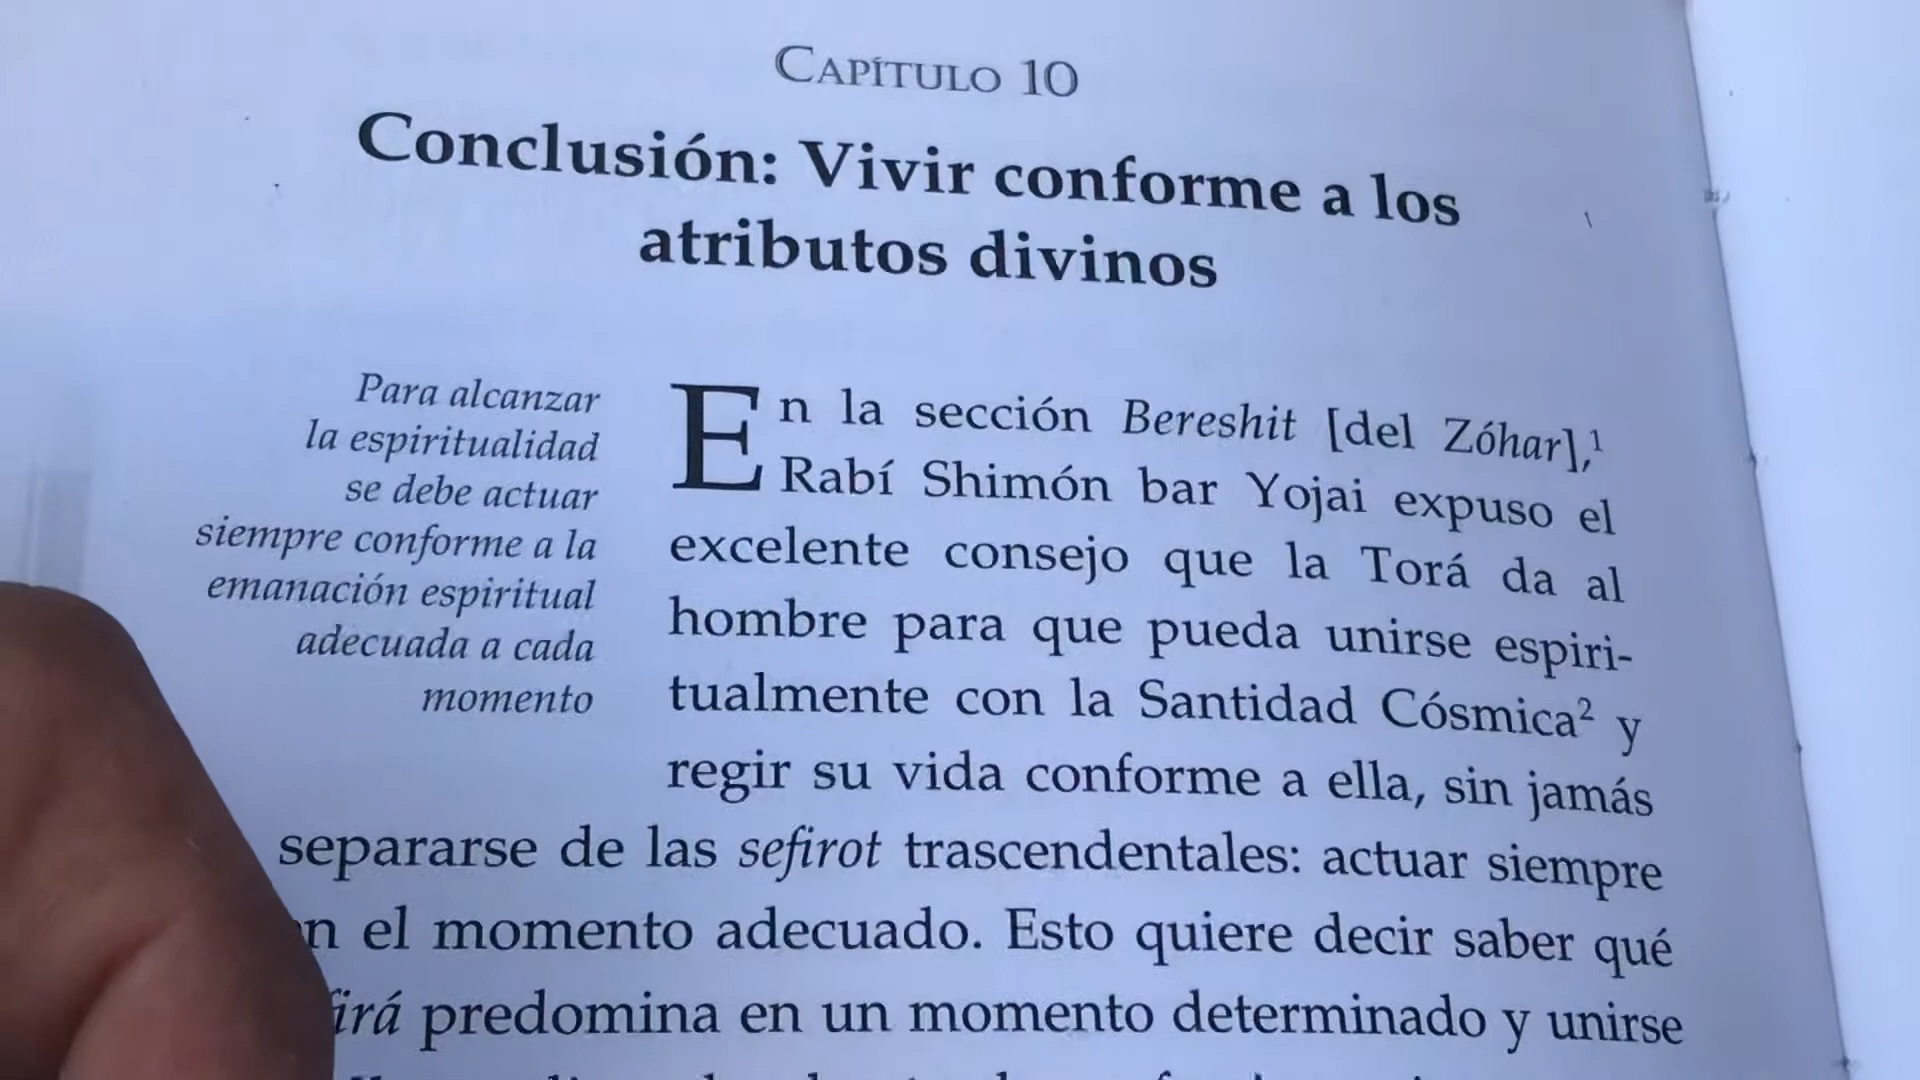 CAPÍTULO 10
Conclusión: Vivir conforme a los
atributos divinos
Para alcanzar
la espiritualidad
se debe actuar
siempre conforme a la
emanación espiritual
adecuada a cada
momento
En la sección Bereshit [del Zóhar],¹
Rabí Shimón bar Yojai expuso el
excelente consejo que la Torá da al
hombre para que pueda unirse espiri-
tualmente con la Santidad Cósmica² y
regir su vida conforme a ella, sin jamás
separarse de las sefirot trascendentales: actuar siempre
el momento adecuado. Esto quiere decir saber qué
predomina en un momento determinado y unirse